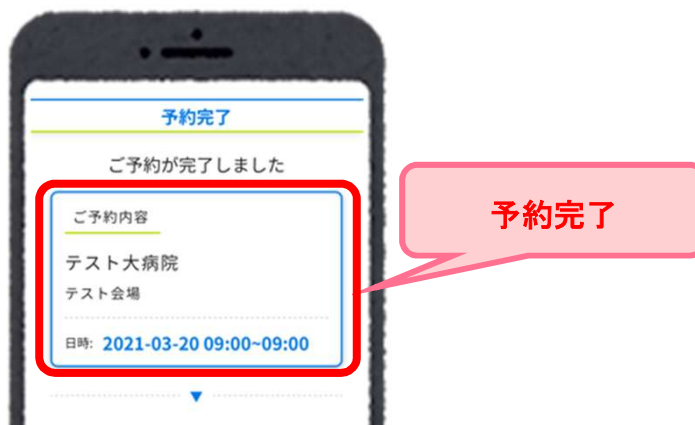 予約完了
ご予約が完了しました
予約完了
ご予約内容
テスト大病院
テスト会場
日時: 2021-03-20 09:00~09:00